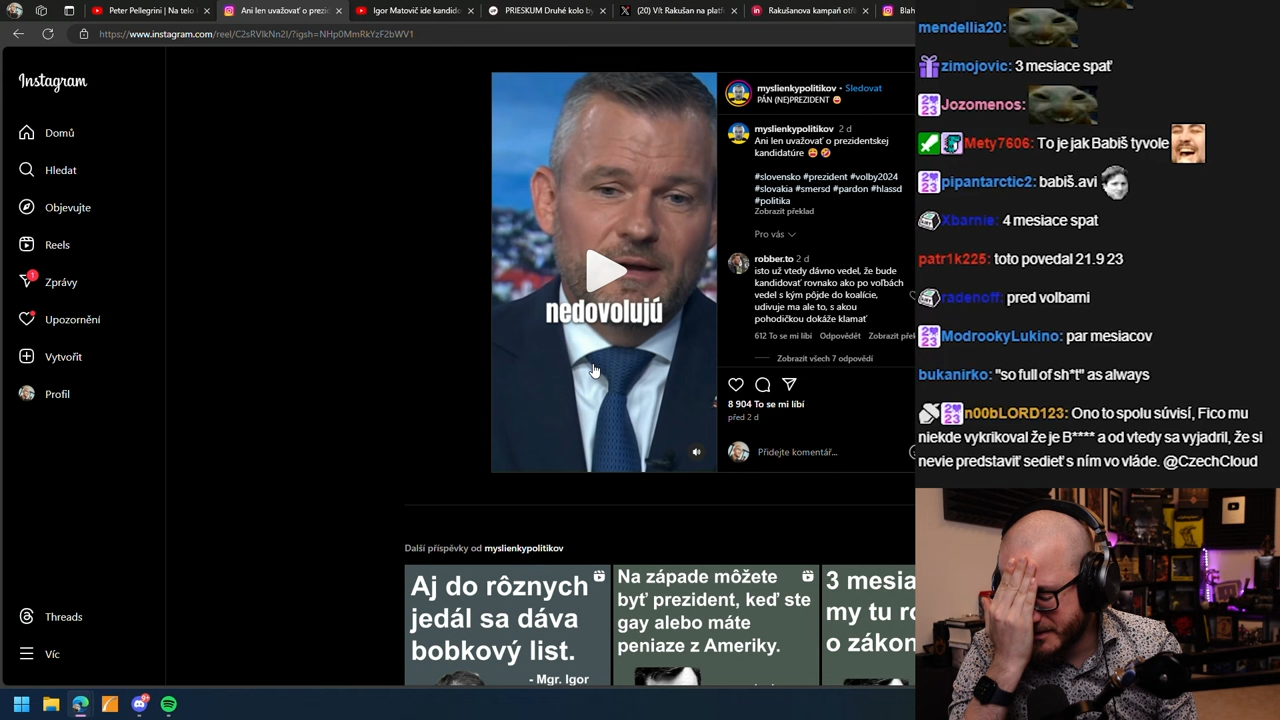 Peter Pellegrini | Na telo
Ani len uvažovať o prezide
Igor Matovič ide kandido
PRIESKUM Druhé kolo by
(20) Vít Rakušan na platf
Rakušanova kampaň otř
Blah
https://www.instagram.com/reel/C2sRVlkNn2l/?igsh=NHp0MmRkYzF2bWV1
Instagram
Domů
Hledat
Objevujte
Reels
1
Zprávy
Upozornění
Vytvořit
Profil
Threads
Víc
nedovolujú
myslienkypolitikov • Sledovat
PÁN (NE)PREZIDENT
myslienkypolitikov 2 d
Ani len uvažovať o prezidentskej
kandidatúre
#slovensko #prezident #volby2024
#slovakia #smersd #pardon #hlassd
#politika
Zobrazit překlad
Pro vás
robber.to 2 d
isto už vtedy dávno vedel, že bude
kandidovať rovnako ako po voľbách
vedel s kým pôjde do koalície,
udivuje ma ale to, s akou
pohodičkou dokáže klamať
612 To se mi líbí Odpovědět Zobrazit přek
Zobrazit všech 7 odpovědí
8 904 To se mi líbí
před 2 d
Přidejte komentář...
Další příspěvky od myslienkypolitikov
Aj do rôznych
jedál sa dáva
bobkový list.
- Mgr. Igor
Na západe môžete
byť prezident, keď ste
gay alebo máte
peniaze z Ameriky.
3 mesia
my tu ro
o zákon
mendellia20:
zimojovic: 3 mesiace spať
Jozomenos:
Mety7606: To je jak Babiš tyvole
pipantarctic2: babiš.avi
Xbarnie: 4 mesiace spat
patr1k225: toto povedal 21.9 23
radenoff: pred volbami
ModrookyLukino: par mesiacov
bukanirko: "so full of sh*t" as always
n00bLORD123: Ono to spolu súvisí, Fico mu
niekde vykrikoval že je B**** a od vtedy sa vyjadril, že si
nevie predstaviť sedieť s ním vo vláde. @CzechCloud